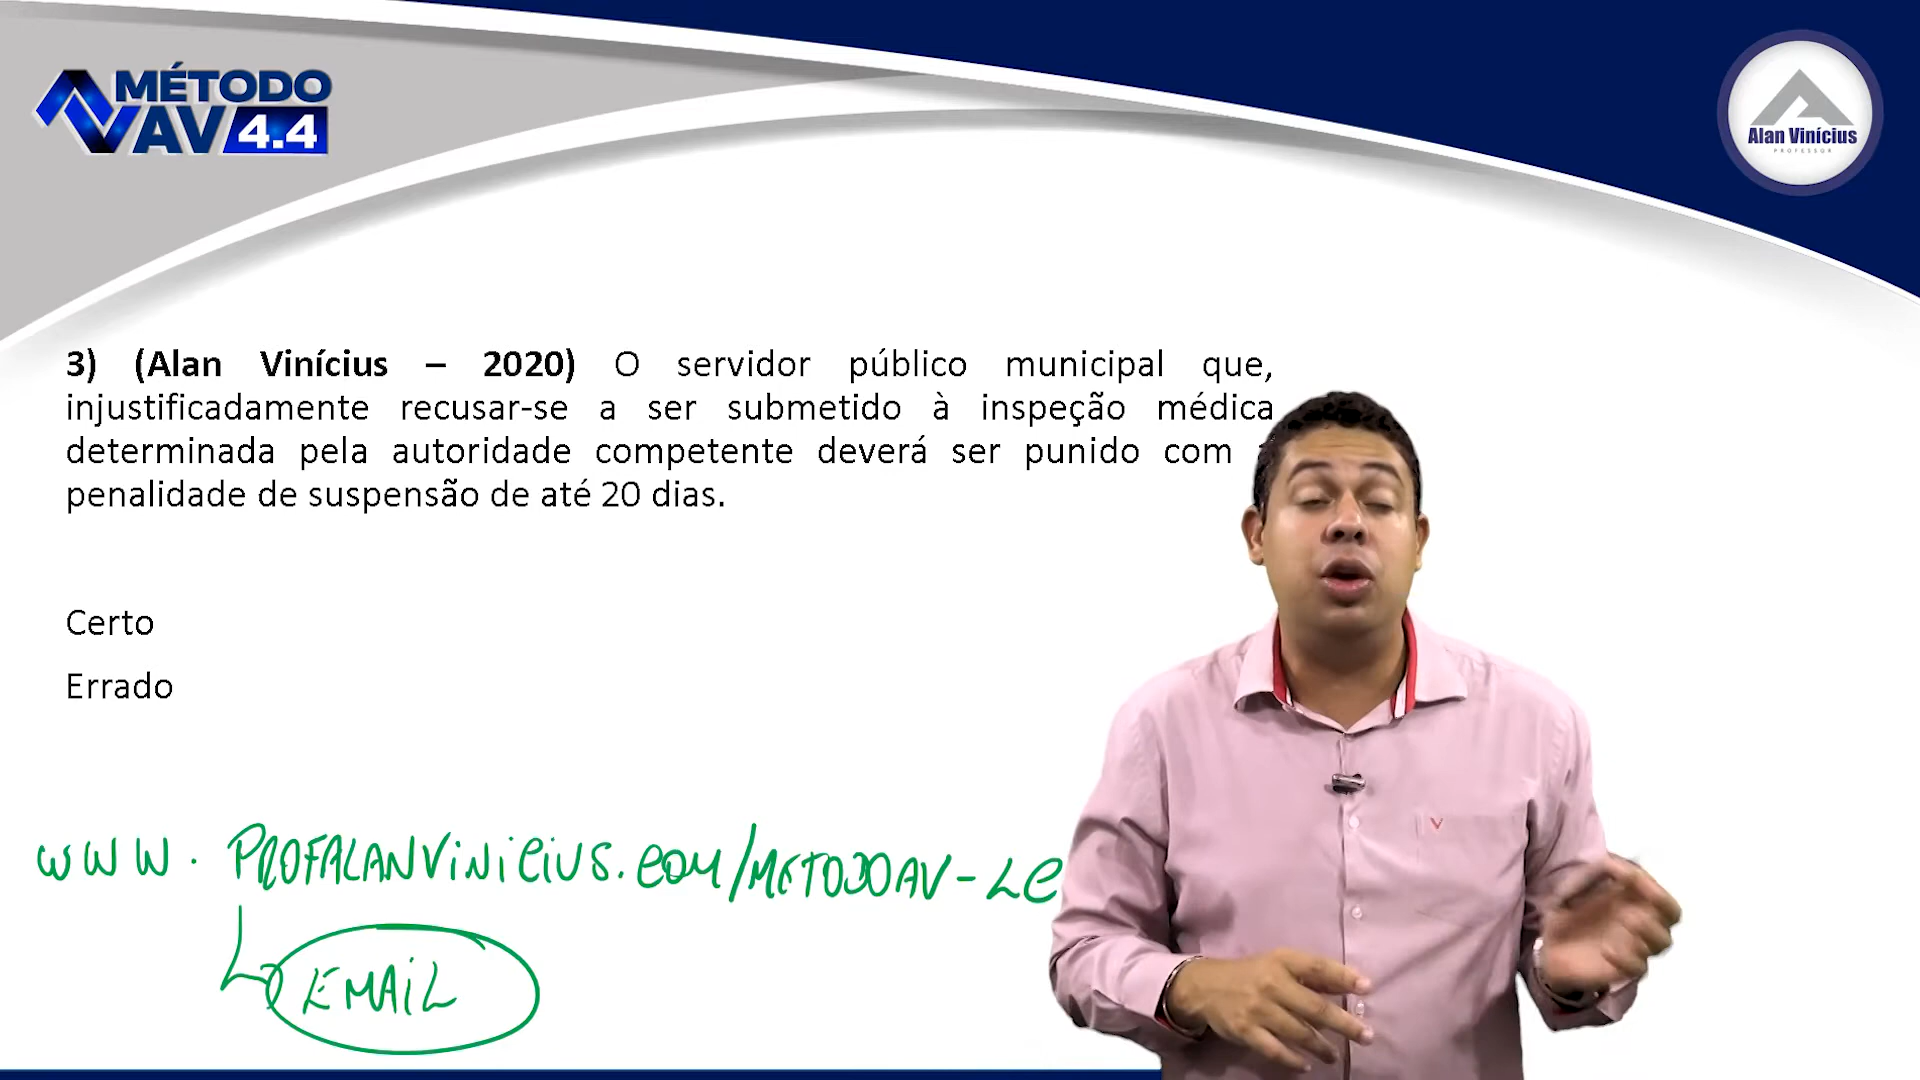 MÉTODO
AV 4.4
Alan Vinícius
PROFESSOR
3) (Alan Vinícius – 2020) O servidor público municipal que,
injustificadamente recusar-se a ser submetido à inspeção médica
determinada pela autoridade competente deverá ser punido com
penalidade de suspensão de até 20 dias.
Certo
Errado
WWW.PROFALANVINICIUS.COM/METODOAV-LC
EMAIL